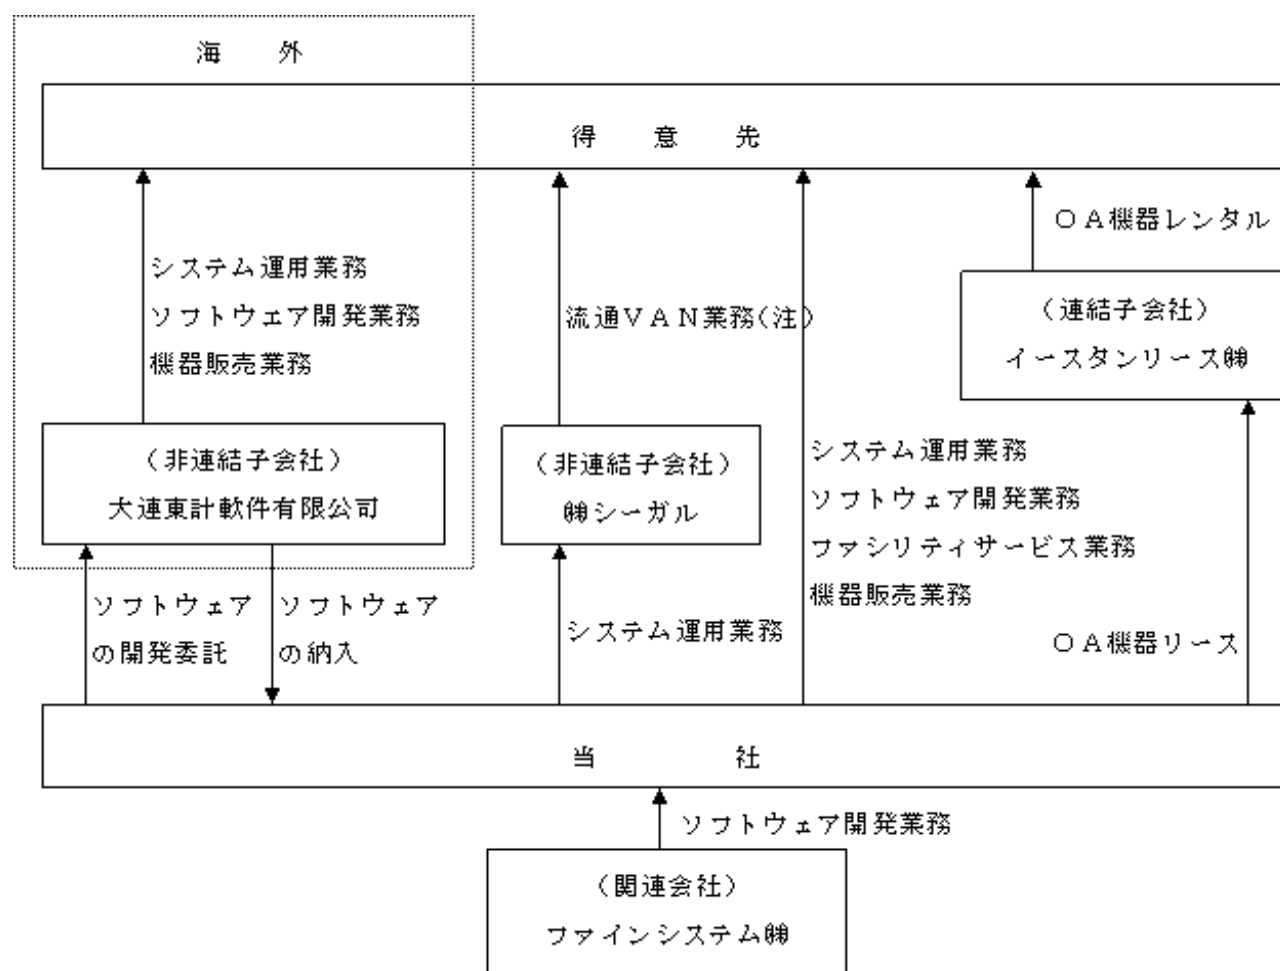 海 外
得 意 先
OA機器レンタル
システム運用業務
ソフトウェア開発業務
機器販売業務
流通VAN業務(注)
(連結子会社)
イースタンリース㈱
(非連結子会社)
大連東計軟件有限公司
(非連結子会社)
㈱シーガル
システム運用業務
ソフトウェア開発業務
ファシリティサービス業務
機器販売業務
ソフトウェア
の開発委託
ソフトウェア
の納入
システム運用業務
OA機器リース
当 社
ソフトウェア開発業務
(関連会社)
ファインシステム㈱